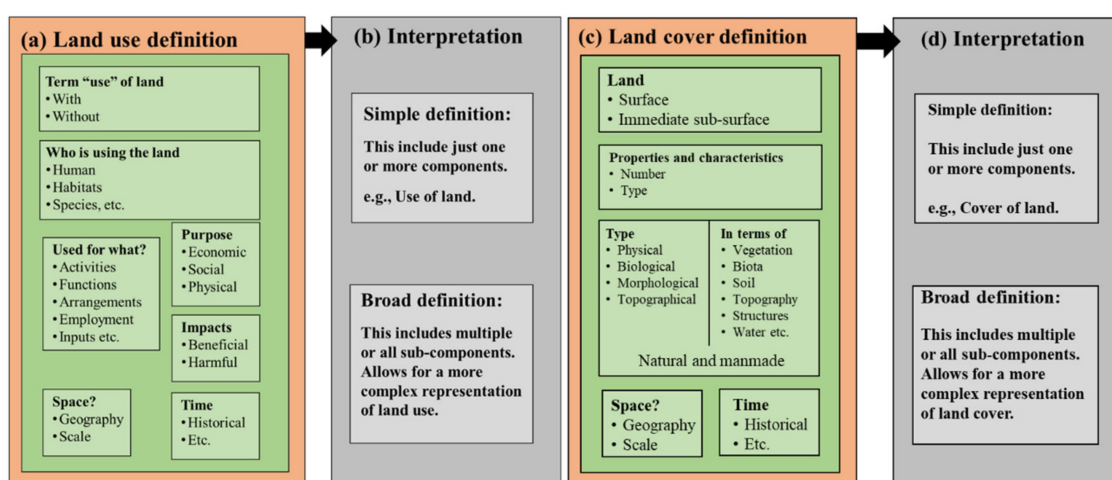 (a) Land use definition
Term “use” of land
• With
• Without
Who is using the land
• Human
• Habitats
• Species, etc.
Used for what?
• Activities
• Functions
• Arrangements
• Employment
• Inputs etc.
Purpose
• Economic
• Social
• Physical
Impacts
• Beneficial
• Harmful
Space?
• Geography
• Scale
Time
• Historical
• Etc.
(b) Interpretation
Simple definition:
This include just one
or more components.
e.g., Use of land.
Broad definition:
This includes multiple
or all sub-components.
Allows for a more
complex representation
of land use.
(c) Land cover definition
Land
• Surface
• Immediate sub-surface
Properties and characteristics
• Number
• Type
Type
• Physical
• Biological
• Morphological
• Topographical
In terms of
• Vegetation
• Biota
• Soil
• Topography
• Structures
• Water etc.
Natural and manmade
Space?
• Geography
• Scale
Time
• Historical
• Etc.
(d) Interpretation
Simple definition:
This include just one
or more components.
e.g., Cover of land.
Broad definition:
This includes multiple
or all sub-components.
Allows for a more
complex representation
of land cover.